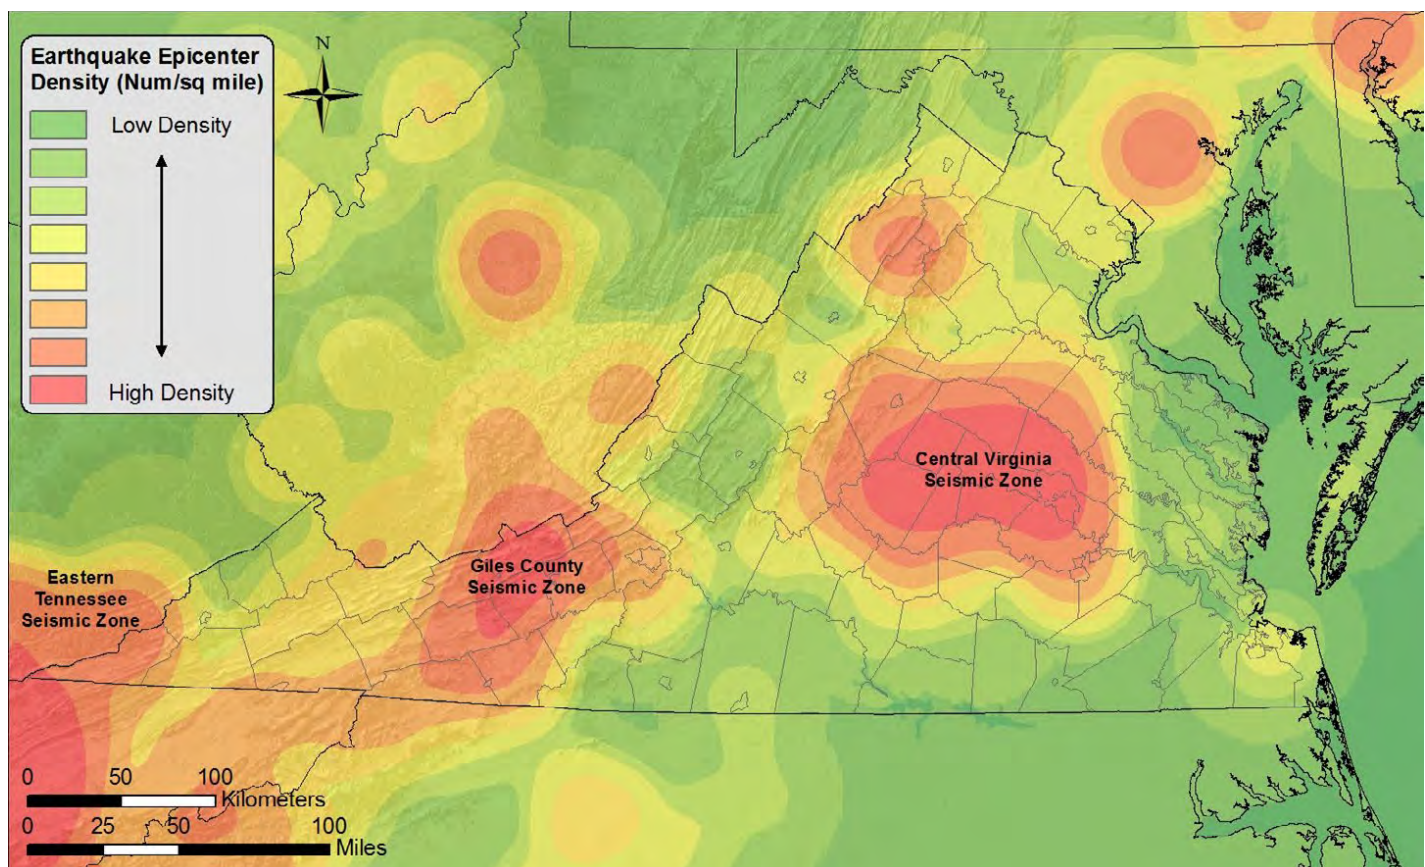 Earthquake Epicenter
Density (Num/sq mile)
Low Density
High Density
N
Central Virginia
Seismic Zone
Giles County
Seismic Zone
Eastern
Tennessee
Seismic Zone
0 50 100
Kilometers
0 25 50 100
Miles